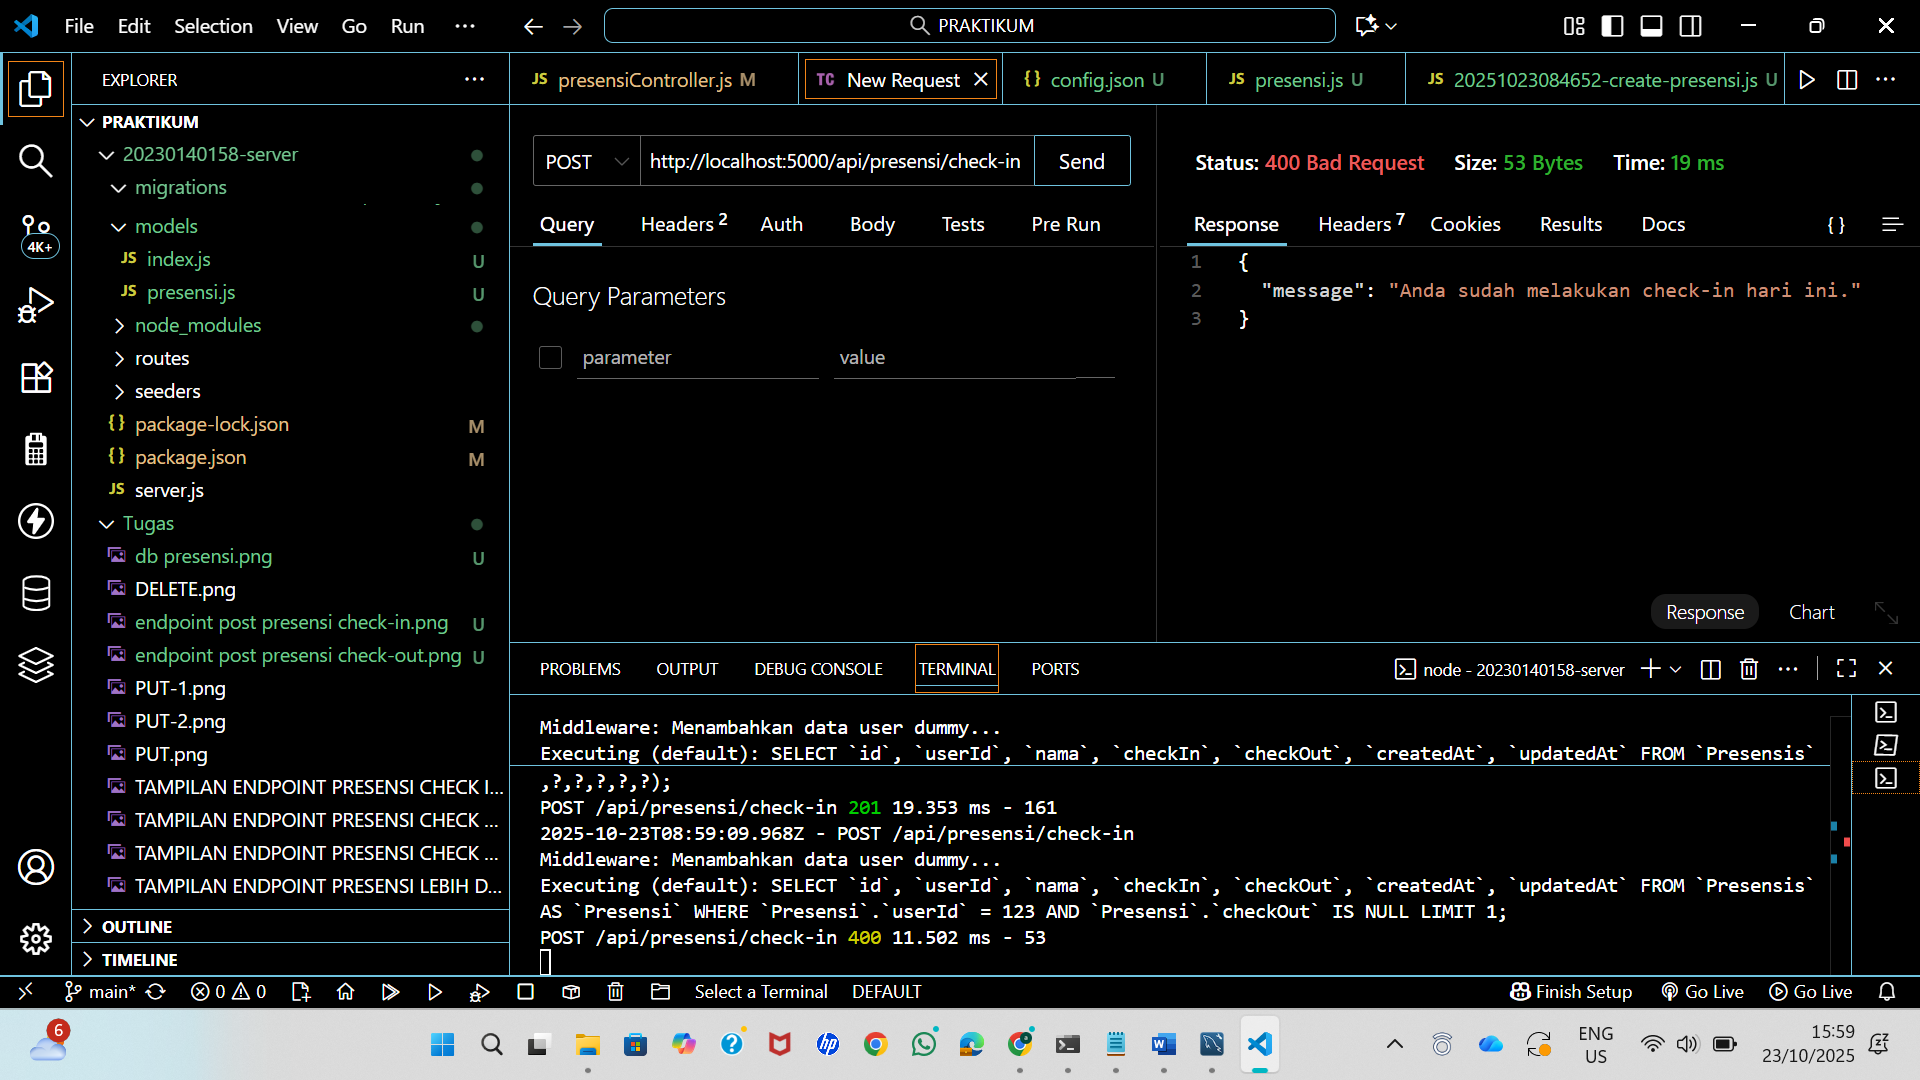 File Edit Selection View Go Run ··· PRAKTIKUM
EXPLORER
PRAKTIKUM
20230140158-server
migrations
models
JS index.js U
JS presensi.js U
node_modules
routes
seeders
{} package-lock.json M
{} package.json M
JS server.js
Tugas
db presensi.png U
DELETE.png
endpoint post presensi check-in.png U
endpoint post presensi check-out.png U
PUT-1.png
PUT-2.png
PUT.png
TAMPILAN ENDPOINT PRESENSI CHECK I...
TAMPILAN ENDPOINT PRESENSI CHECK ...
TAMPILAN ENDPOINT PRESENSI CHECK ...
TAMPILAN ENDPOINT PRESENSI LEBIH D...
OUTLINE
TIMELINE
4K+
JS presensiController.js M TC New Request {} config.json U JS presensi.js U JS 20251023084652-create-presensi.js U
POST http://localhost:5000/api/presensi/check-in Send
Query Headers 2 Auth Body Tests Pre Run
Query Parameters
parameter value
Status: 400 Bad Request Size: 53 Bytes Time: 19 ms
Response Headers 7 Cookies Results Docs {}
1 {
2 "message": "Anda sudah melakukan check-in hari ini."
3 }
Response Chart
PROBLEMS OUTPUT DEBUG CONSOLE TERMINAL PORTS node - 20230140158-server
Middleware: Menambahkan data user dummy...
Executing (default): SELECT `id`, `userId`, `nama`, `checkIn`, `checkOut`, `createdAt`, `updatedAt` FROM `Presensis`
,?,?,?,?,?);
POST /api/presensi/check-in 201 19.353 ms - 161
2025-10-23T08:59:09.968Z - POST /api/presensi/check-in
Middleware: Menambahkan data user dummy...
Executing (default): SELECT `id`, `userId`, `nama`, `checkIn`, `checkOut`, `createdAt`, `updatedAt` FROM `Presensis`
AS `Presensi` WHERE `Presensi`.`userId` = 123 AND `Presensi`.`checkOut` IS NULL LIMIT 1;
POST /api/presensi/check-in 400 11.502 ms - 53
main* 0 0 Select a Terminal DEFAULT Finish Setup Go Live Go Live
6
ENG
US
15:59
23/10/2025